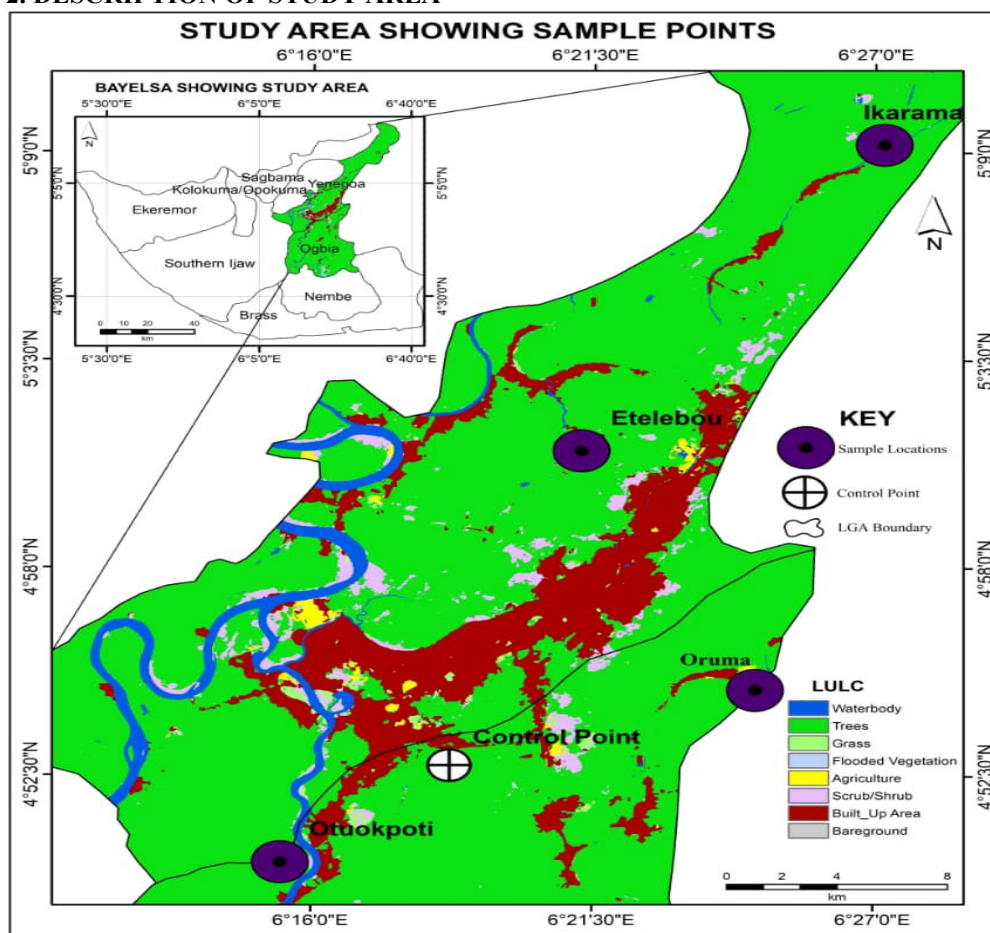 2. DESCRIPTION OF STUDY AREA
STUDY AREA SHOWING SAMPLE POINTS
6°16'0"E 6°21'30"E 6°27'0"E
BAYELSA SHOWING STUDY AREA
5°30'0"E 6°50'0"E 6°40'0"E
N
Sagbama
Kolokuma/Opokuma
Yenegoa
Ekeremor
Ogbia
Southern Ijaw
Nembe
Brass
0 10 20 40
km
5°5'0"N
4°30'0"N
5°5'0"N
4°30'0"N
5°30'0"E 6°50'0"E 6°40'0"E
Ikarama
N
5°9'0"N
5°3'30"N
4°58'0"N
4°52'30"N
5°9'0"N
5°3'30"N
4°58'0"N
4°52'30"N
Etelebou
KEY
Sample Locations
Control Point
LGA Boundary
Oruma
Control Point
Otuokpoti
LULC
Waterbody
Trees
Grass
Flooded Vegetation
Agriculture
Scrub/Shrub
Built_Up Area
Bareground
0 2 4 8
km
6°16'0"E 6°21'30"E 6°27'0"E